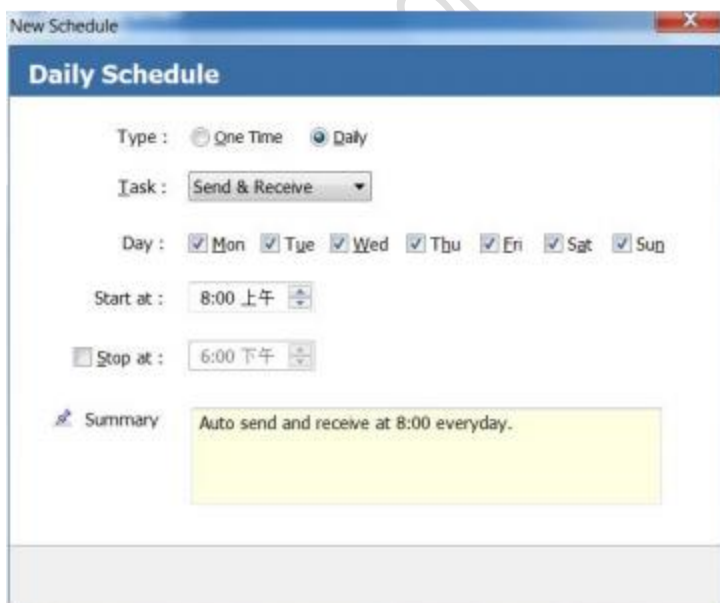 New Schedule
Daily Schedule
Type : One Time Daily
Task : Send & Receive
Day : Mon Tue Wed Thu Fri Sat Sun
Start at : 8:00 上午
Stop at : 6:00 下午
Summary Auto send and receive at 8:00 everyday.